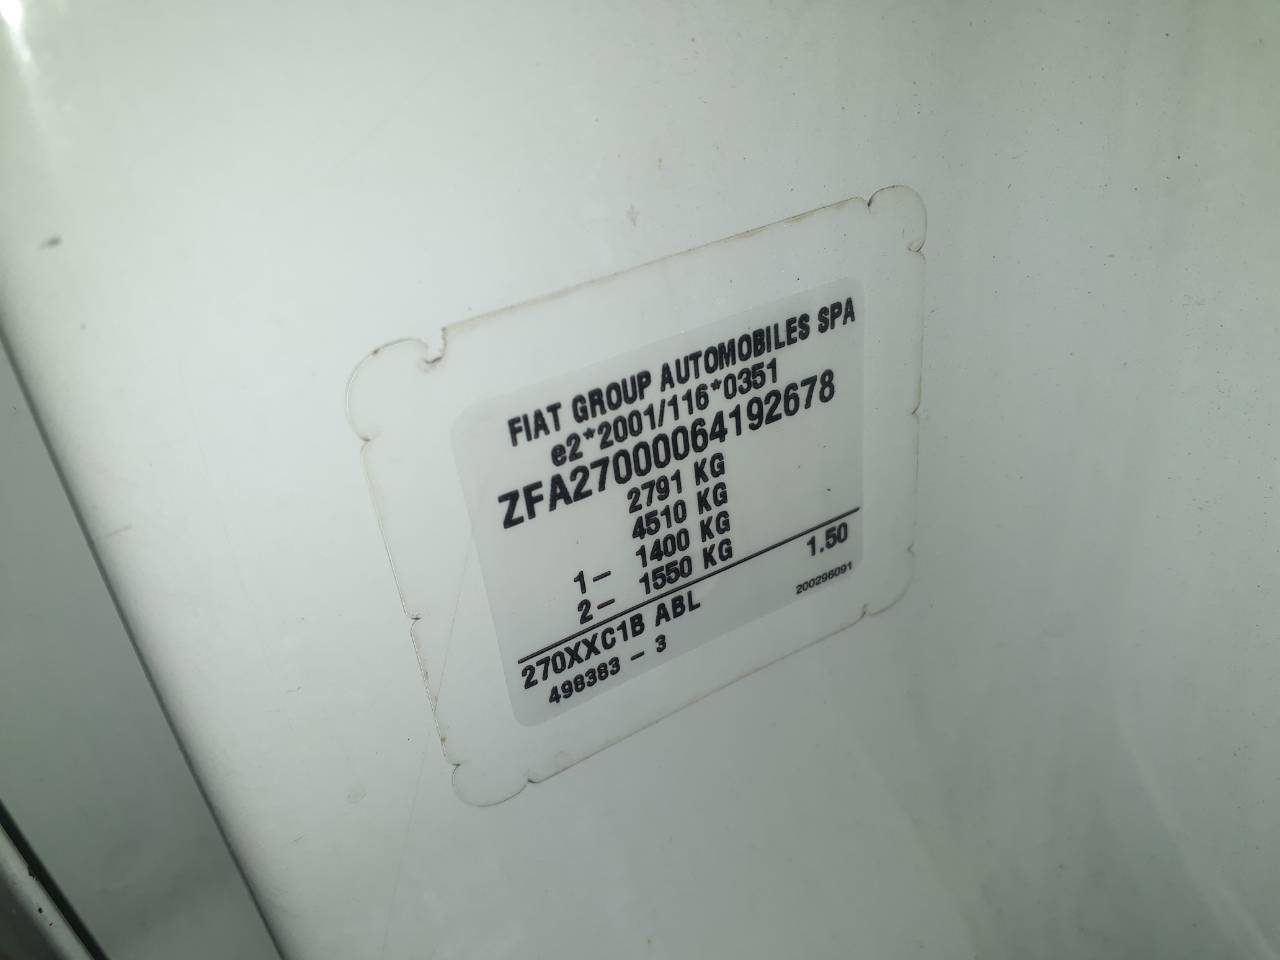 FIAT GROUP AUTOMOBILES SPA
e2*2001/116*0351
ZFA27000064192678
2791 KG
4510 KG
1- 1400 KG
2- 1550 KG
1.50
270XXC1B ABL
200296091
498383 - 3